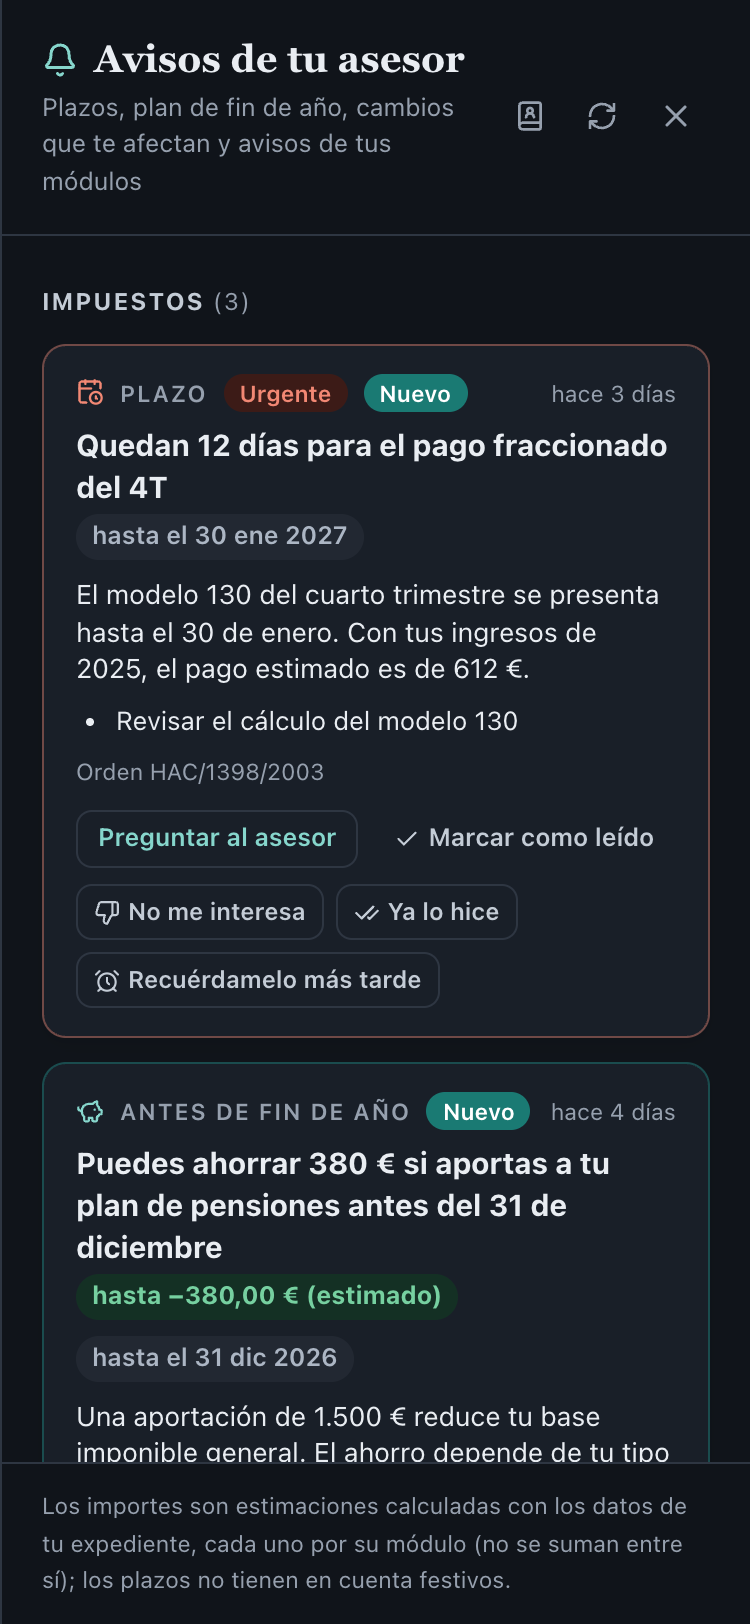 Avisos de tu asesor
Plazos, plan de fin de año, cambios
que te afectan y avisos de tus
módulos
IMPUESTOS (3)
PLAZO Urgente Nuevo hace 3 días
Quedan 12 días para el pago fraccionado
del 4T
hasta el 30 ene 2027
El modelo 130 del cuarto trimestre se presenta
hasta el 30 de enero. Con tus ingresos de
2025, el pago estimado es de 612 €.
• Revisar el cálculo del modelo 130
Orden HAC/1398/2003
Preguntar al asesor Marcar como leído
No me interesa Ya lo hice
Recuérdamelo más tarde
ANTES DE FIN DE AÑO Nuevo hace 4 días
Puedes ahorrar 380 € si aportas a tu
plan de pensiones antes del 31 de
diciembre
hasta −380,00 € (estimado)
hasta el 31 dic 2026
Una aportación de 1.500 € reduce tu base
imponible general. El ahorro depende de tu tipo
Los importes son estimaciones calculadas con los datos de
tu expediente, cada uno por su módulo (no se suman entre
sí); los plazos no tienen en cuenta festivos.